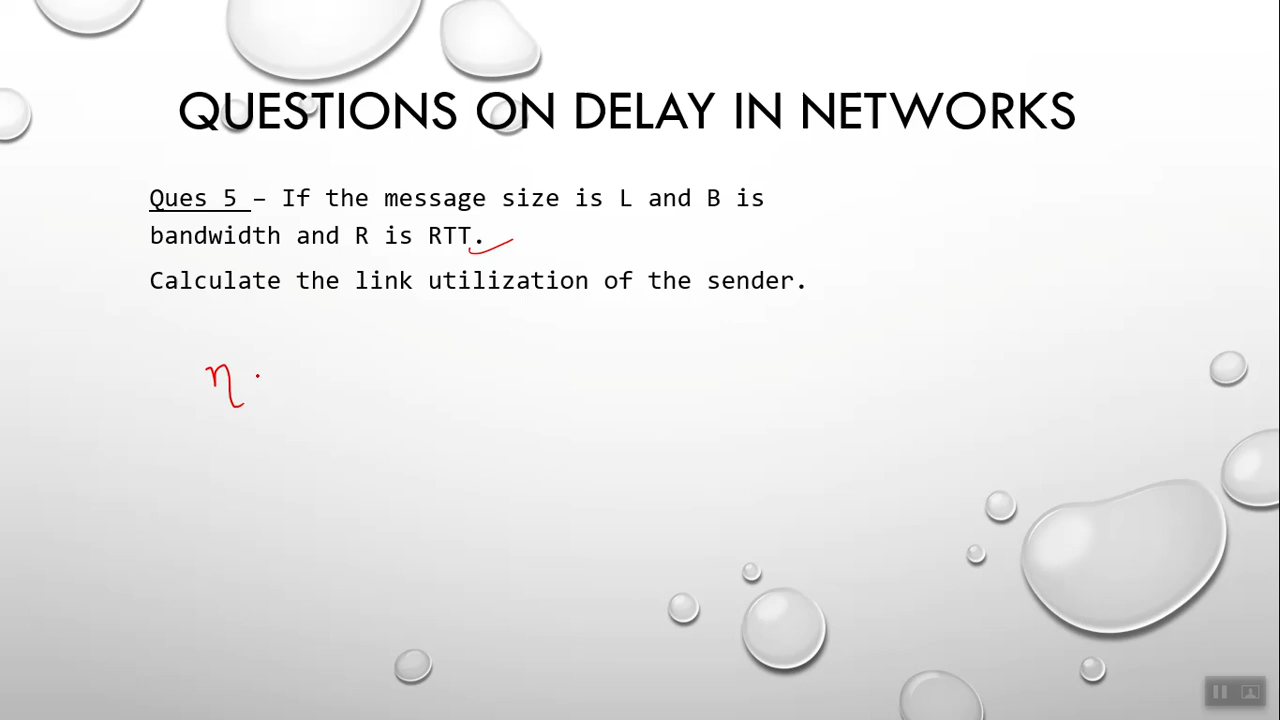 QUESTIONS ON DELAY IN NETWORKS
Ques 5 – If the message size is L and B is
bandwidth and R is RTT.
Calculate the link utilization of the sender.
η